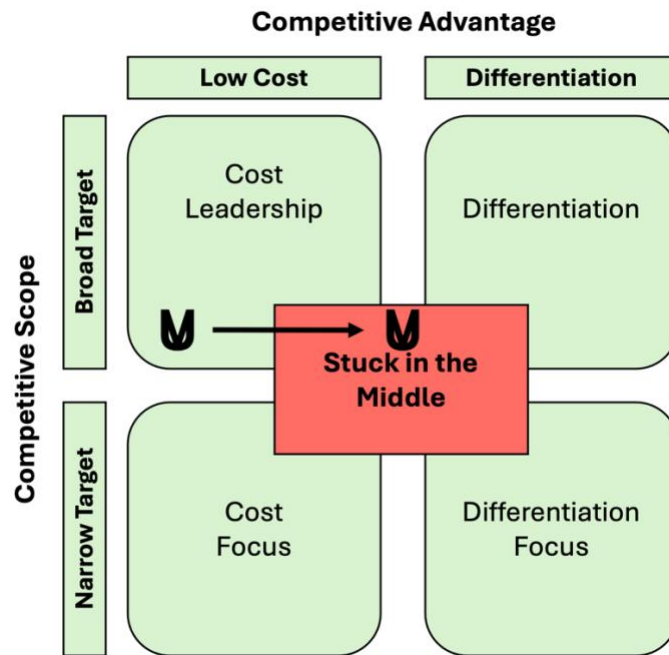 Competitive Advantage
Low Cost
Differentiation
Competitive Scope
Broad Target
Cost
Leadership
Differentiation
Stuck in the
Middle
Narrow Target
Cost
Focus
Differentiation
Focus